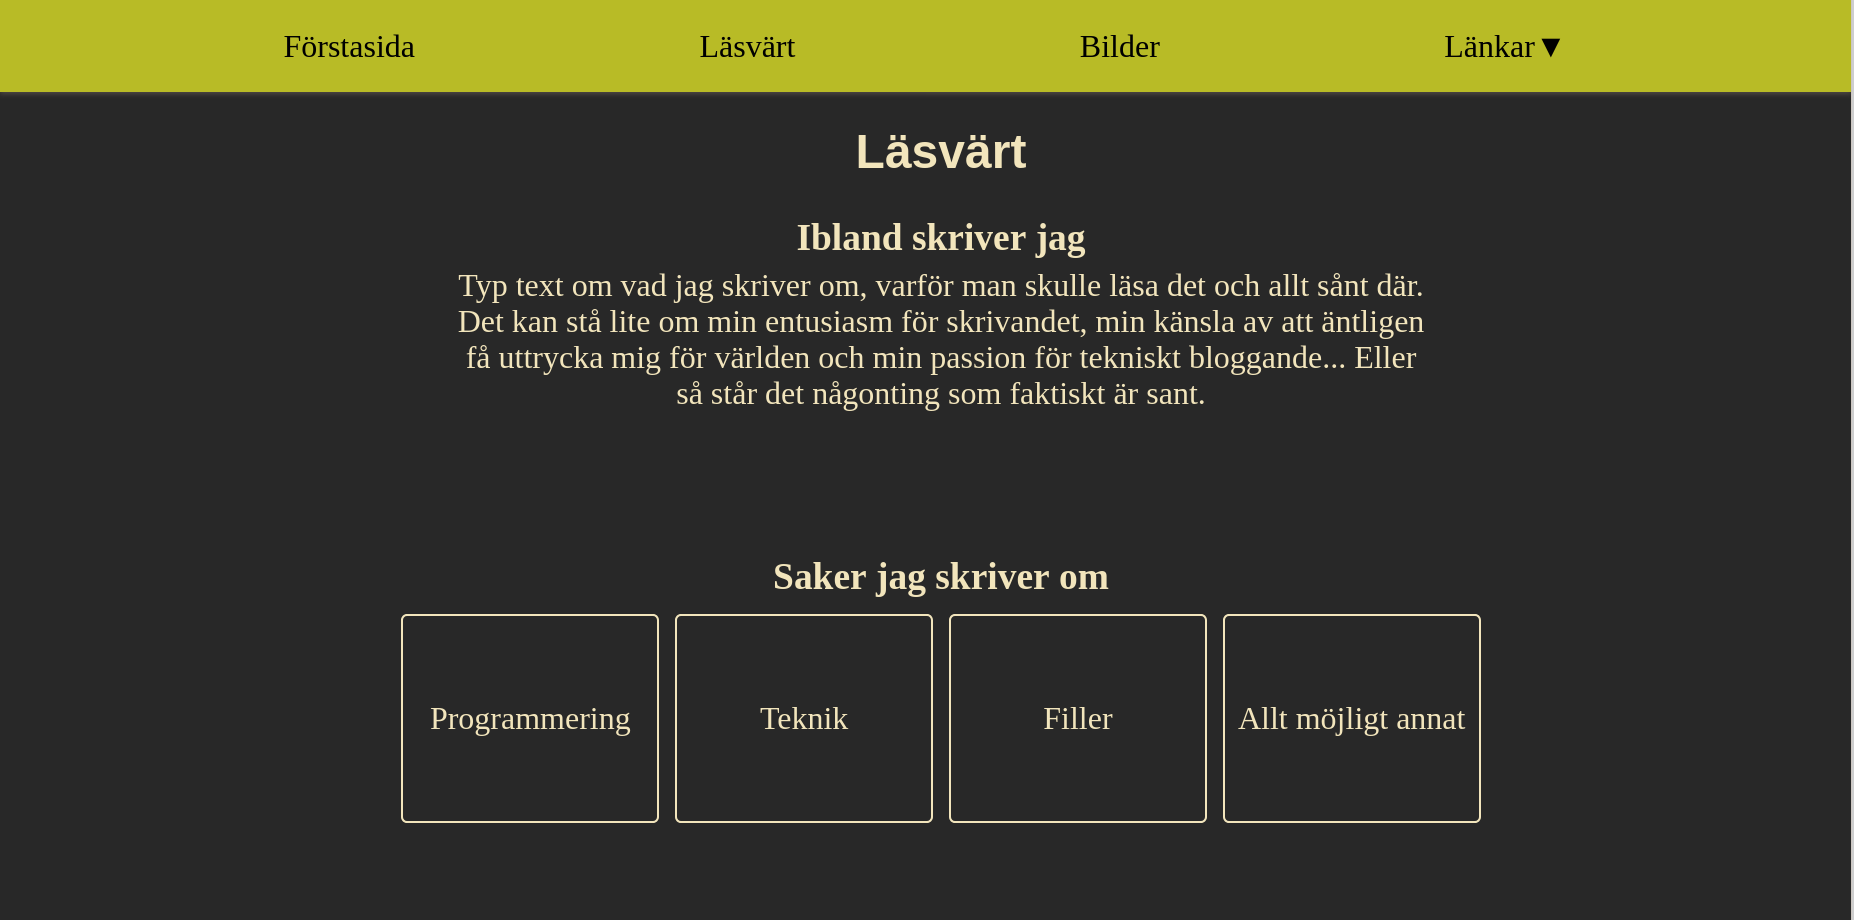 Förstasida Läsvärt Bilder Länkar ▼
Läsvärt
Ibland skriver jag
Typ text om vad jag skriver om, varför man skulle läsa det och allt sånt där.
Det kan stå lite om min entusiasm för skrivandet, min känsla av att äntligen
få uttrycka mig för världen och min passion för tekniskt bloggande... Eller
så står det någonting som faktiskt är sant.
Saker jag skriver om
Programmering
Teknik
Filler
Allt möjligt annat